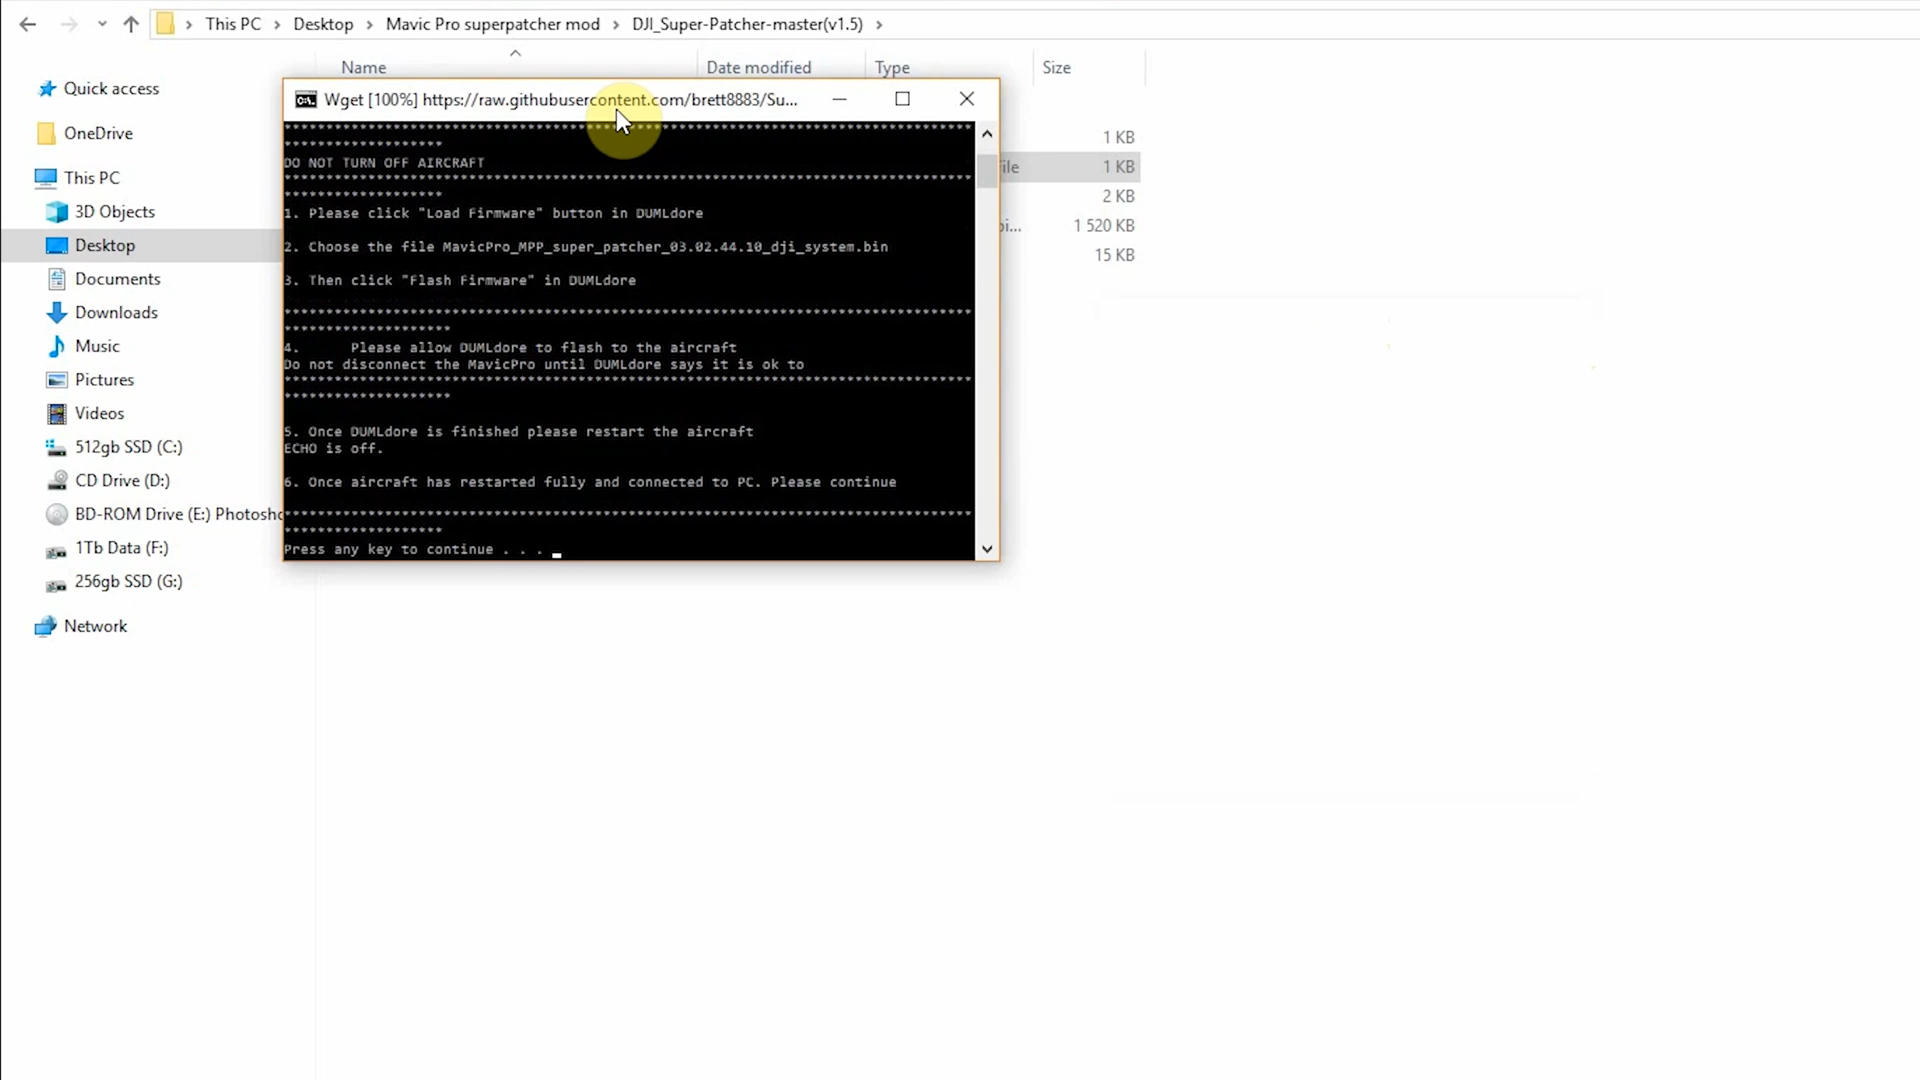 This PC > Desktop > Mavic Pro superpatcher mod > DJI_Super-Patcher-master(v1.5) >
Name Date modified Type Size
Quick access
OneDrive
This PC
3D Objects
Desktop
Documents
Downloads
Music
Pictures
Videos
512gb SSD (C:)
CD Drive (D:)
BD-ROM Drive (E:) Photosho
1Tb Data (F:)
256gb SSD (G:)
Network
Wget [100%] https://raw.githubusercontent.com/brett8883/Su...
**********************************************************************************
*******************
DO NOT TURN OFF AIRCRAFT
**********************************************************************************
*******************
1. Please click "Load Firmware" button in DUMLdore
2. Choose the file MavicPro_MPP_super_patcher_03.02.44.10_dji_system.bin
3. Then click "Flash Firmware" in DUMLdore
**********************************************************************************
********************
4. Please allow DUMLdore to flash to the aircraft
Do not disconnect the MavicPro until DUMLdore says it is ok to
**********************************************************************************
********************
5. Once DUMLdore is finished please restart the aircraft
ECHO is off.
6. Once aircraft has restarted fully and connected to PC. Please continue
**********************************************************************************
*******************
Press any key to continue . . . _
1 KB
ile 1 KB
2 KB
pi... 1 520 KB
15 KB